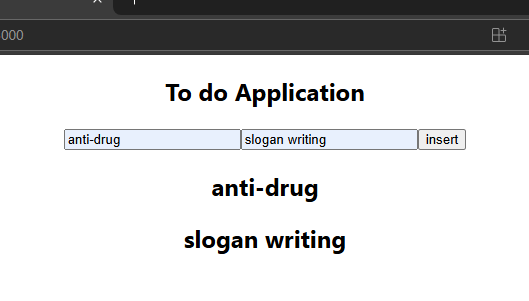 000
To do Application
anti-drug slogan writing insert
anti-drug
slogan writing